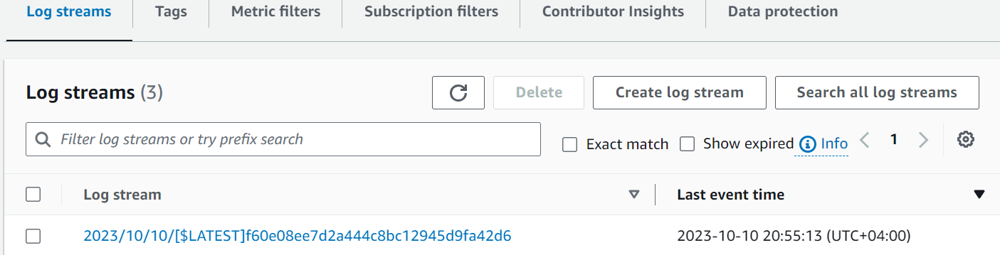 Log streams Tags Metric filters Subscription filters Contributor Insights Data protection
Log streams (3) Delete Create log stream Search all log streams
Filter log streams or try prefix search Exact match Show expired Info 1
Log stream Last event time
2023/10/10/[$LATEST]f60e08ee7d2a444c8bc12945d9fa42d6 2023-10-10 20:55:13 (UTC+04:00)